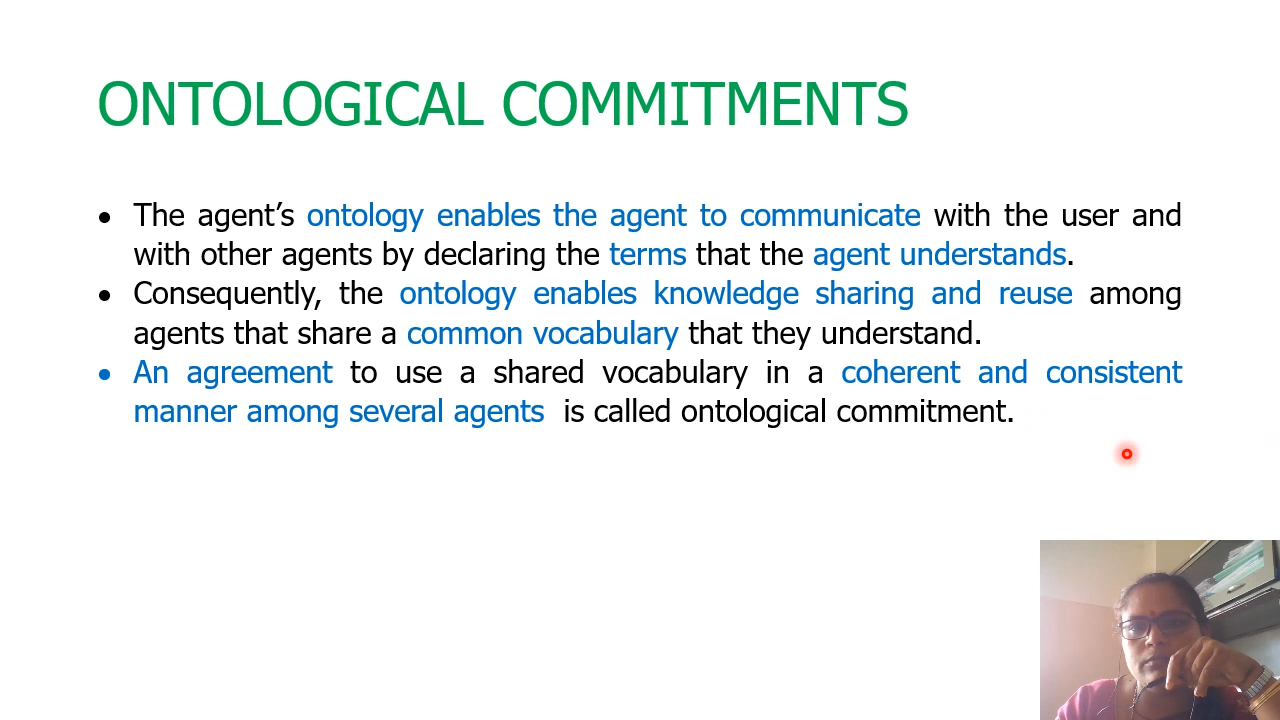 ONTOLOGICAL COMMITMENTS
• The agent’s ontology enables the agent to communicate with the user and
with other agents by declaring the terms that the agent understands.
• Consequently, the ontology enables knowledge sharing and reuse among
agents that share a common vocabulary that they understand.
• An agreement to use a shared vocabulary in a coherent and consistent
manner among several agents  is called ontological commitment.